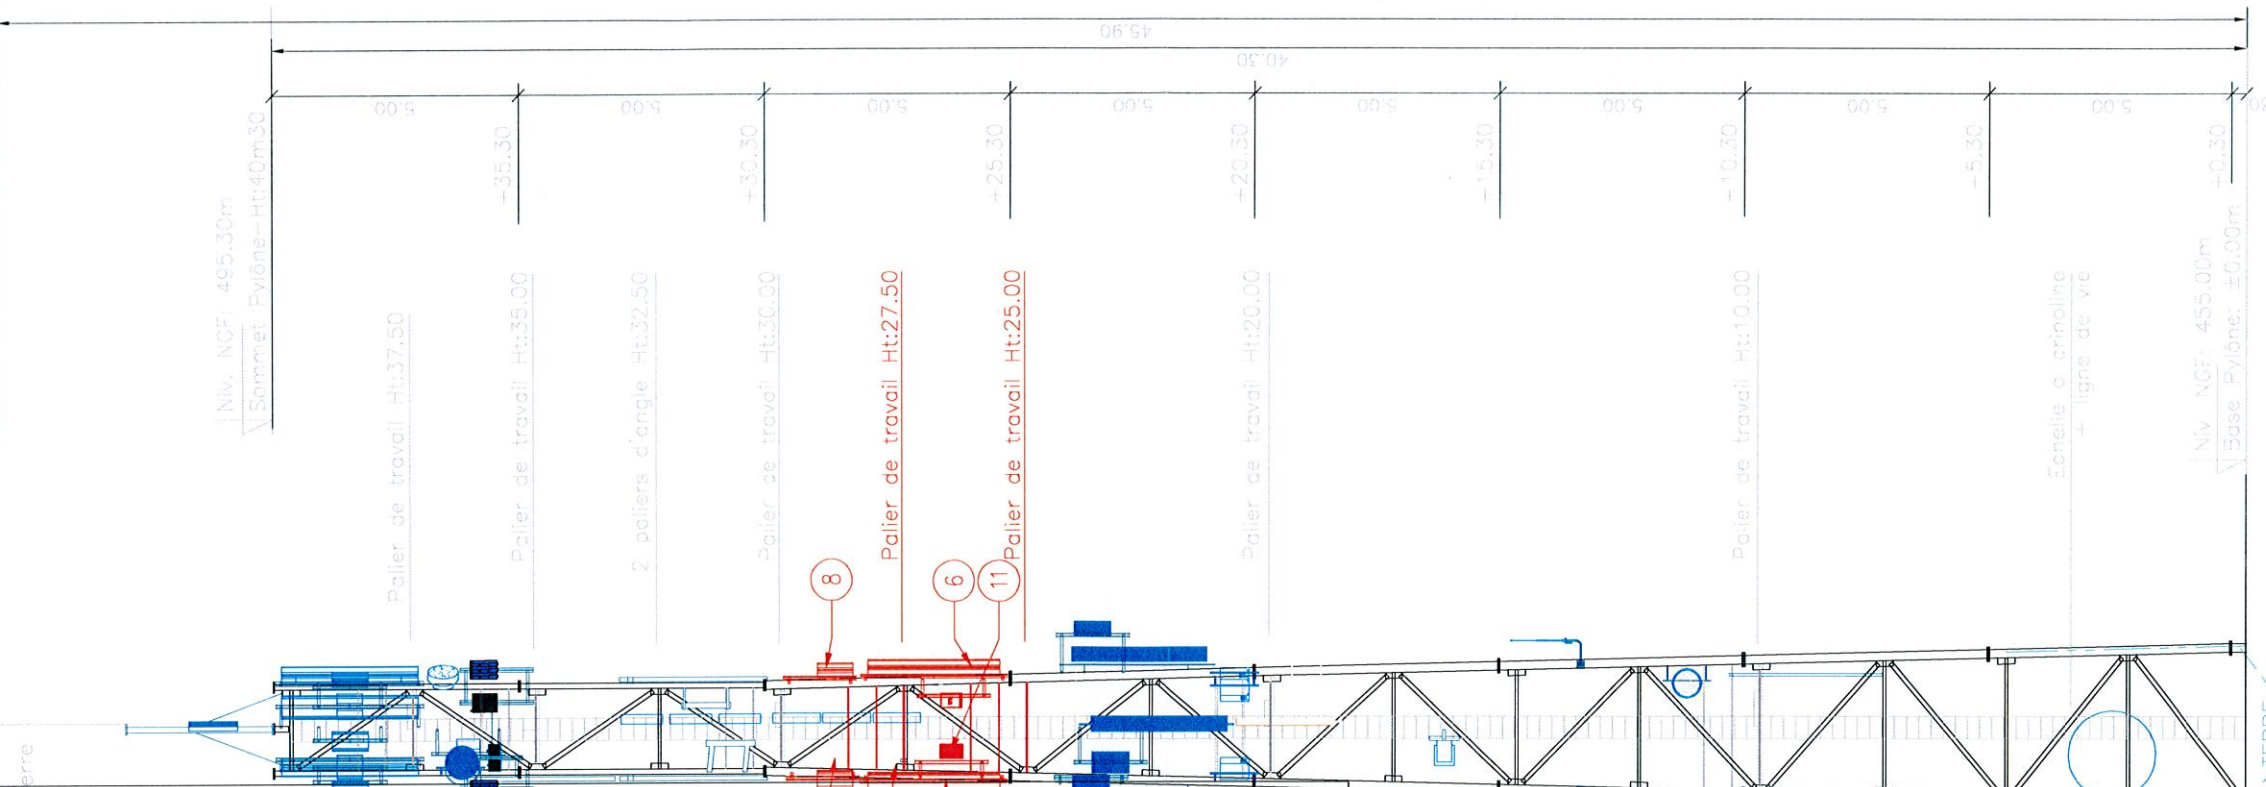 45.90
40.30
5.00
5.00
5.00
5.00
5.00
5.00
5.00
5.00
Niv. NGF: 495.30m
Sommet Pylône-Ht:40m30
+35.30
+30.30
+25.30
+20.30
+15.30
+10.30
+5.30
+0.30
Palier de travail Ht:37.50
Palier de travail Ht:35.00
2 paliers d'angle Ht:32.50
Palier de travail Ht:30.00
Palier de travail Ht:27.50
Palier de travail Ht:25.00
Palier de travail Ht:20.00
Palier de travail Ht:10.00
Echelle a crinoline
+ ligne de vie
Niv. NGF: 455.00m
Base Pylône: ±0.00m
8
6
11
erre